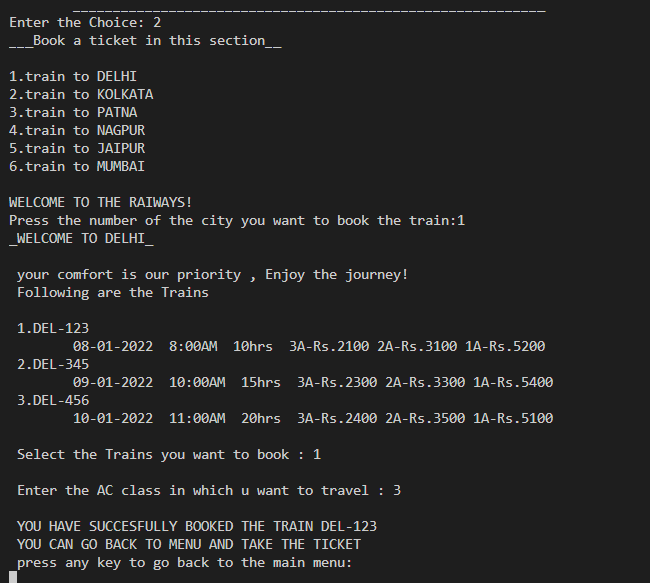 Enter the Choice: 2
___Book a ticket in this section__
1.train to DELHI
2.train to KOLKATA
3.train to PATNA
4.train to NAGPUR
5.train to JAIPUR
6.train to MUMBAI
WELCOME TO THE RAIWAYS!
Press the number of the city you want to book the train:1
_WELCOME TO DELHI_
your comfort is our priority , Enjoy the journey!
Following are the Trains
1.DEL-123
08-01-2022  8:00AM  10hrs  3A-Rs.2100 2A-Rs.3100 1A-Rs.5200
2.DEL-345
09-01-2022  10:00AM  15hrs  3A-Rs.2300 2A-Rs.3300 1A-Rs.5400
3.DEL-456
10-01-2022  11:00AM  20hrs  3A-Rs.2400 2A-Rs.3500 1A-Rs.5100
Select the Trains you want to book : 1
Enter the AC class in which u want to travel : 3
YOU HAVE SUCCESFULLY BOOKED THE TRAIN DEL-123
YOU CAN GO BACK TO MENU AND TAKE THE TICKET
press any key to go back to the main menu: